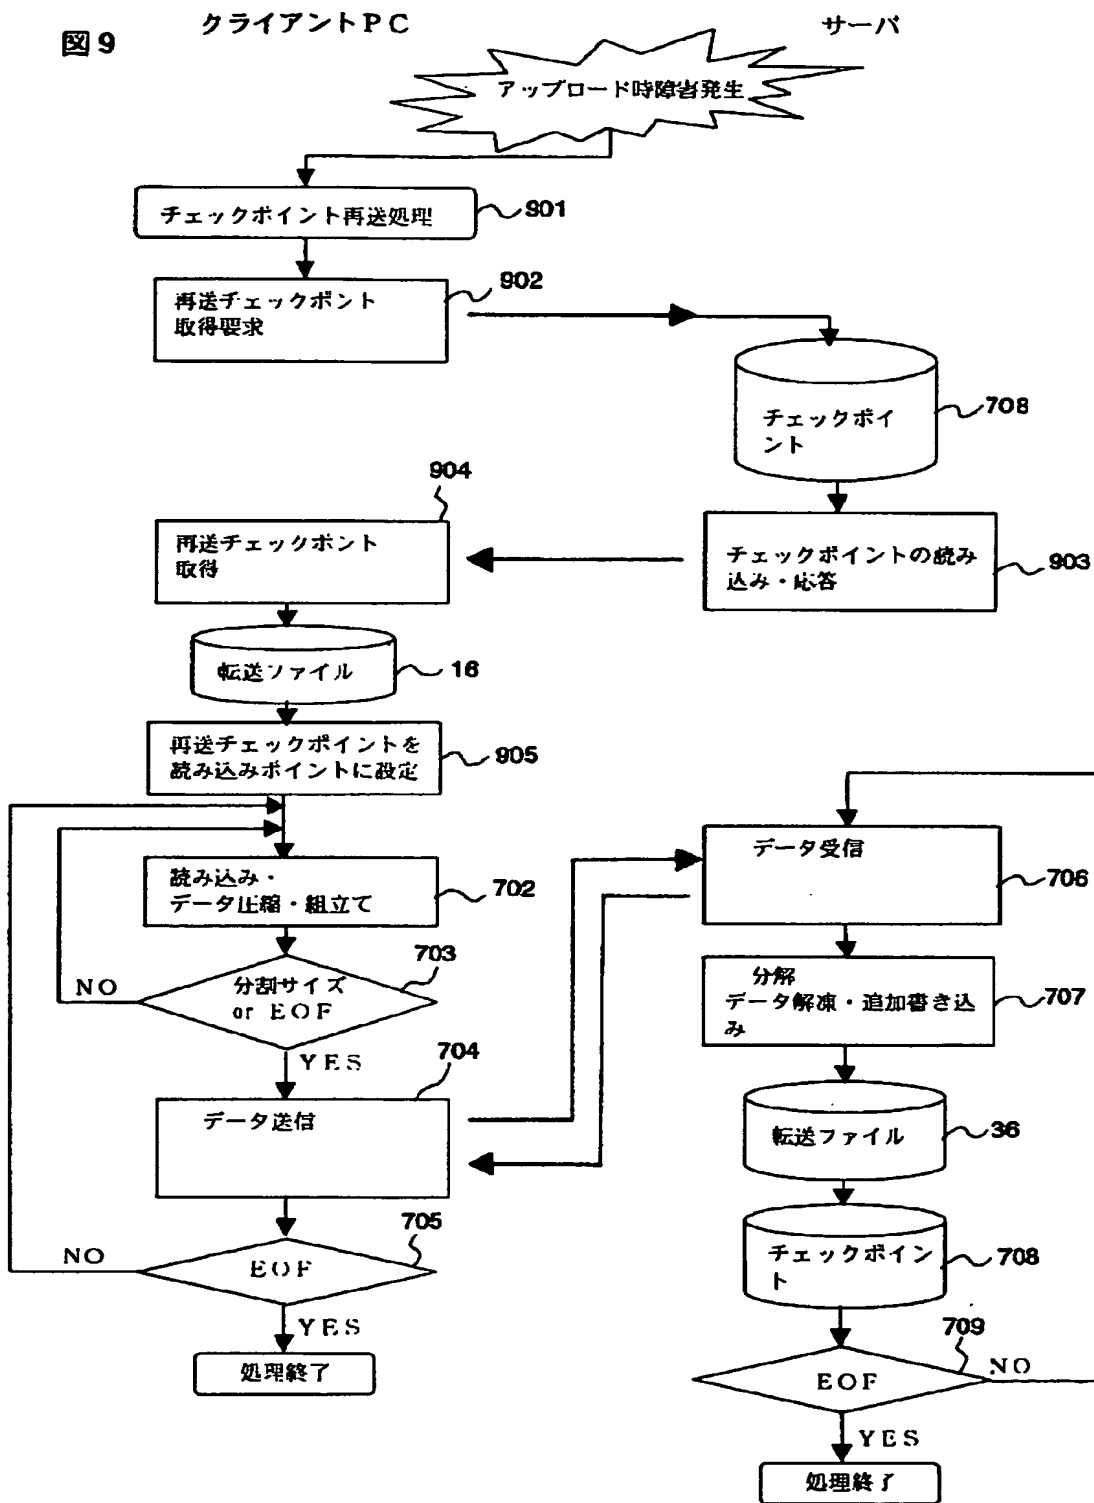 図9
クライアントPC
サーバ
アップロード時障害発生
チェックポイント再送処理
901
再送チェックポント
取得要求
902
チェックポイ
ント
708
904
再送チェックポント
取得
チェックポイントの読み
込み・応答
903
転送ファイル
16
再送チェックポイントを
読み込みポイントに設定
905
読み込み・
データ圧縮・組立て
702
データ受信
706
703
NO
分割サイズ
or EOF
YES
分解
データ解凍・追加書き込
み
707
704
データ送信
転送ファイル
36
705
NO
EOF
YES
チェックポイン
ト
708
処理終了
709
EOF
NO
YES
処理終了